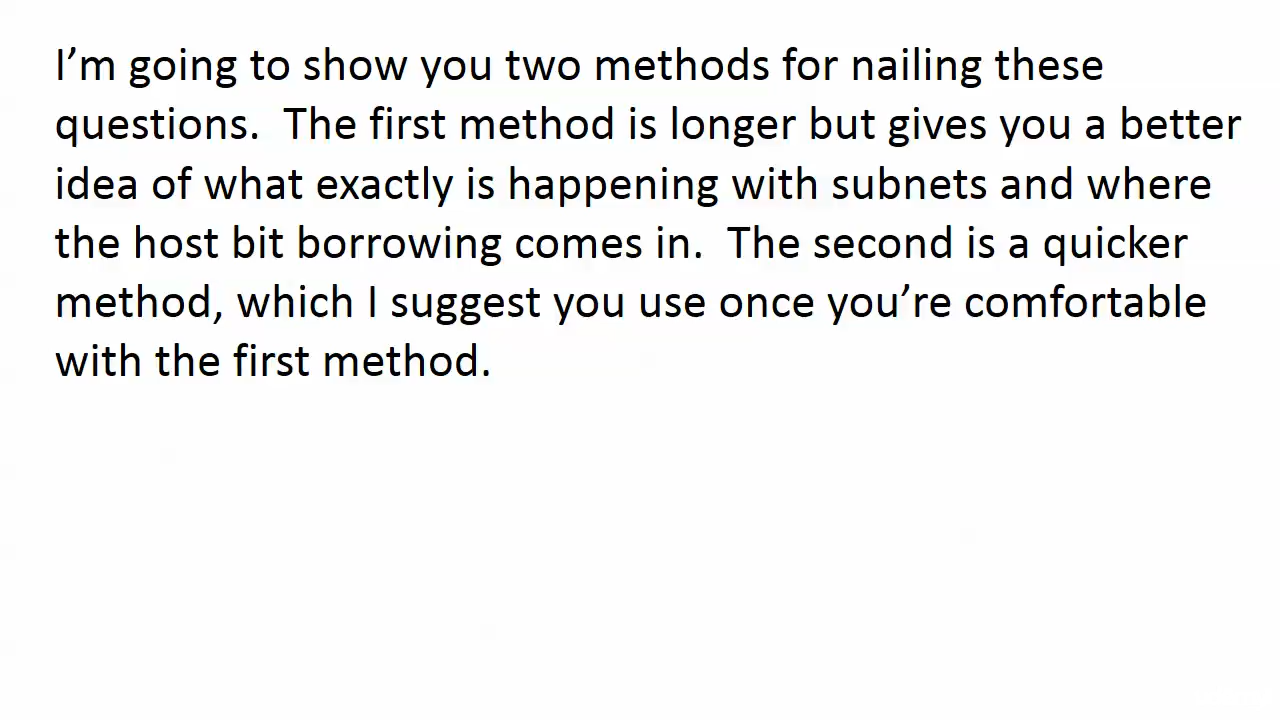 I’m going to show you two methods for nailing these
questions.  The first method is longer but gives you a better
idea of what exactly is happening with subnets and where
the host bit borrowing comes in.  The second is a quicker
method, which I suggest you use once you’re comfortable
with the first method.